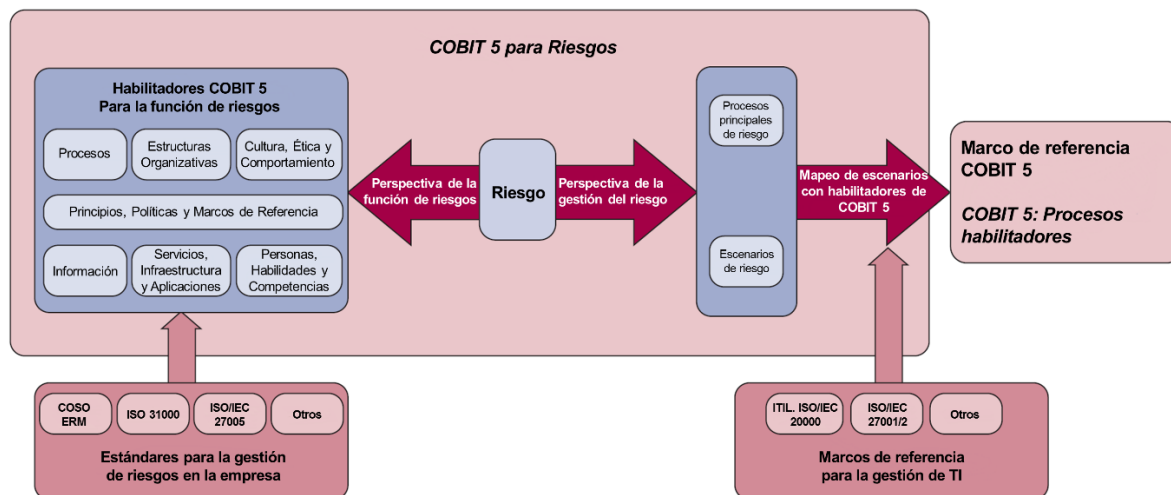 COBIT 5 para Riesgos
Habilitadores COBIT 5
Para la función de riesgos
Procesos
Estructuras
Organizativas
Cultura, Ética y
Comportamiento
Principios, Políticas y Marcos de Referencia
Información
Servicios,
Infraestructura
y Aplicaciones
Personas,
Habilidades y
Competencias
Perspectiva de la
función de riesgos
Riesgo
Perspectiva de la
gestión del riesgo
Procesos
principales
de riesgo
Escenarios
de riesgo
Mapeo de escenarios
con habilitadores de
COBIT 5
Marco de referencia
COBIT 5
COBIT 5: Procesos
habilitadores
COSO
ERM
ISO 31000
ISO/IEC
27005
Otros
Estándares para la gestión
de riesgos en la empresa
ITIL. ISO/IEC
20000
ISO/IEC
27001/2
Otros
Marcos de referencia
para la gestión de TI